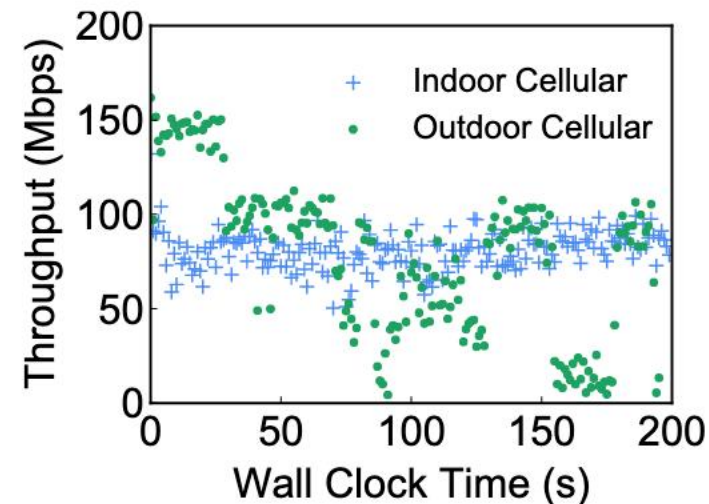 200
150
100
50
0
Throughput (Mbps)
Indoor Cellular
Outdoor Cellular
0 50 100 150 200
Wall Clock Time (s)